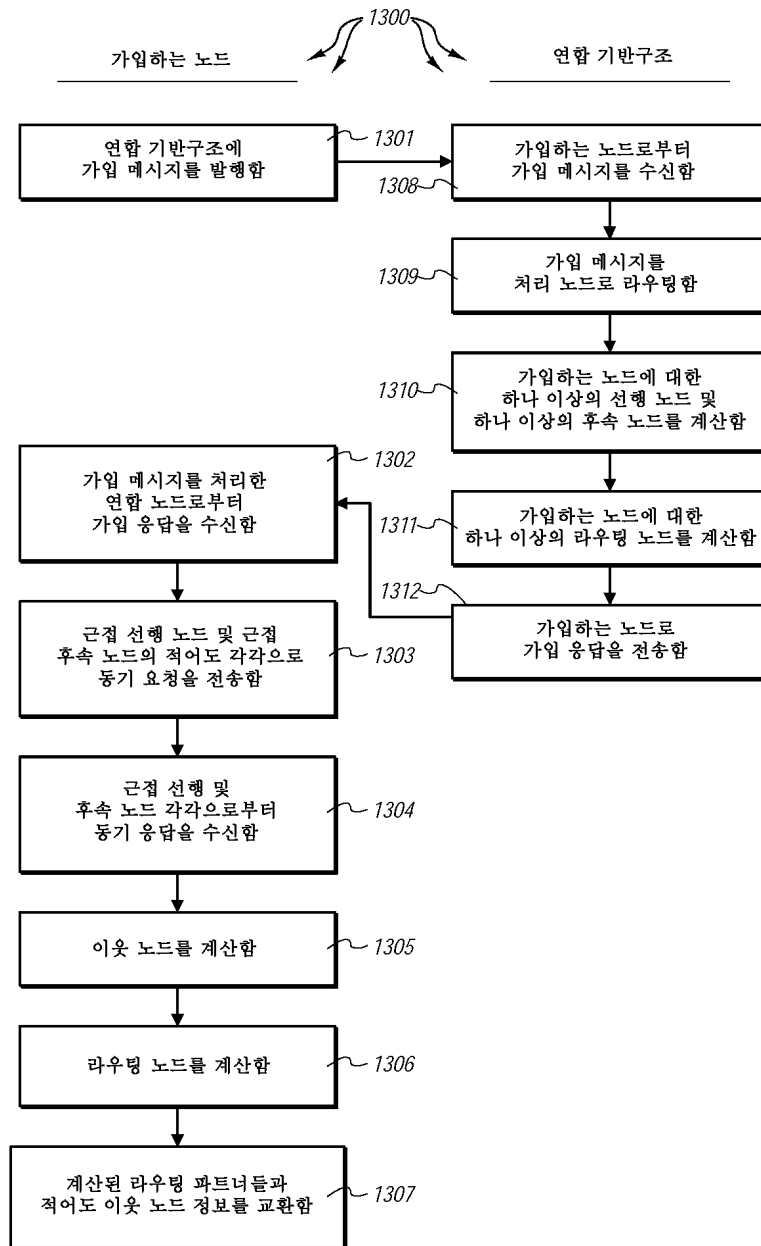 1300
가입하는 노드
연합 기반구조
연합 기반구조에
가입 메시지를 발행함
1301
가입하는 노드로부터
가입 메시지를 수신함
1308
가입 메시지를
처리 노드로 라우팅함
1309
가입하는 노드에 대한
하나 이상의 선행 노드 및
하나 이상의 후속 노드를 계산함
1310
가입 메시지를 처리한
연합 노드로부터
가입 응답을 수신함
1302
가입하는 노드에 대한
하나 이상의 라우팅 노드를 계산함
1311
1312
가입하는 노드로
가입 응답을 전송함
근접 선행 노드 및 근접
후속 노드의 적어도 각각으로
동기 요청을 전송함
1303
근접 선행 및
후속 노드 각각으로부터
동기 응답을 수신함
1304
이웃 노드를 계산함
1305
라우팅 노드를 계산함
1306
계산된 라우팅 파트너들과
적어도 이웃 노드 정보를 교환함
1307